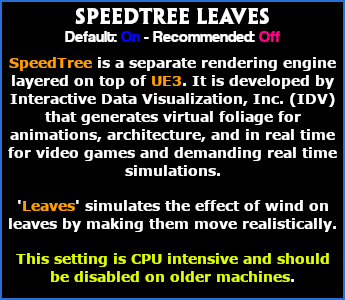 SPEEDTREE LEAVES
Default: On - Recommended: Off
SpeedTree is a separate rendering engine
layered on top of UE3. It is developed by
Interactive Data Visualization, Inc. (IDV)
that generates virtual foliage for
animations, architecture, and in real time
for video games and demanding real time
simulations.
'Leaves' simulates the effect of wind on
leaves by making them move realistically.
This setting is CPU intensive and should
be disabled on older machines.